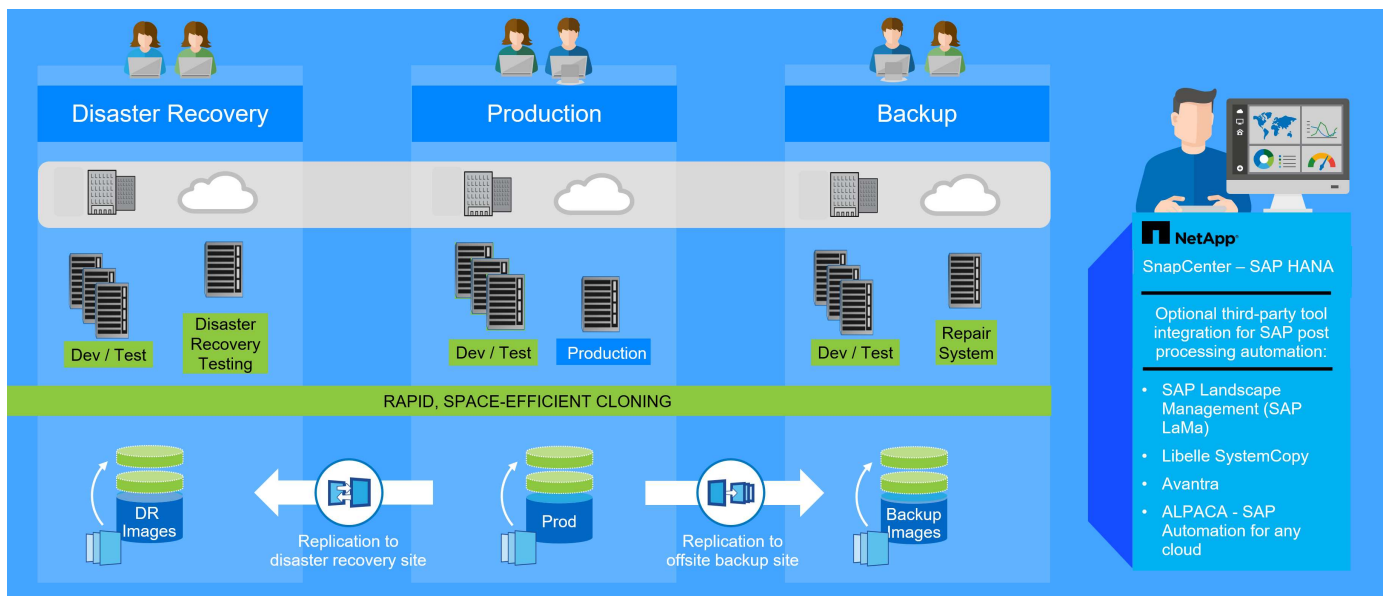 Disaster Recovery
Production
Backup
Dev / Test
Disaster
Recovery
Testing
Dev / Test
Production
Dev / Test
Repair
System
RAPID, SPACE-EFFICIENT CLONING
DR
Images
Replication to
disaster recovery site
Prod
Replication to
offsite backup site
Backup
Images
NetApp
SnapCenter – SAP HANA
Optional third-party tool
integration for SAP post
processing automation:
• SAP Landscape
Management (SAP
LaMa)
• Libelle SystemCopy
• Avantra
• ALPACA - SAP
Automation for any
cloud